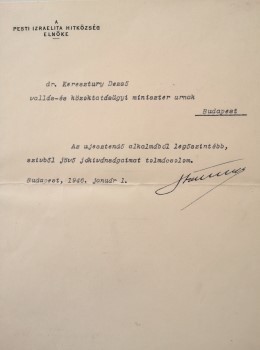 A
PESTI IZRAELITA HITKÖZSÉG
ELNÖKE
dr. Keresztury Dezső
vallás-és közoktatásügyi miniszter urnak
Budapest
Az ujesztendő alkalmából legőszintébb,
szivből jövő jókivánságaimat tolmácsolom.
Budapest, 1946. január 1.